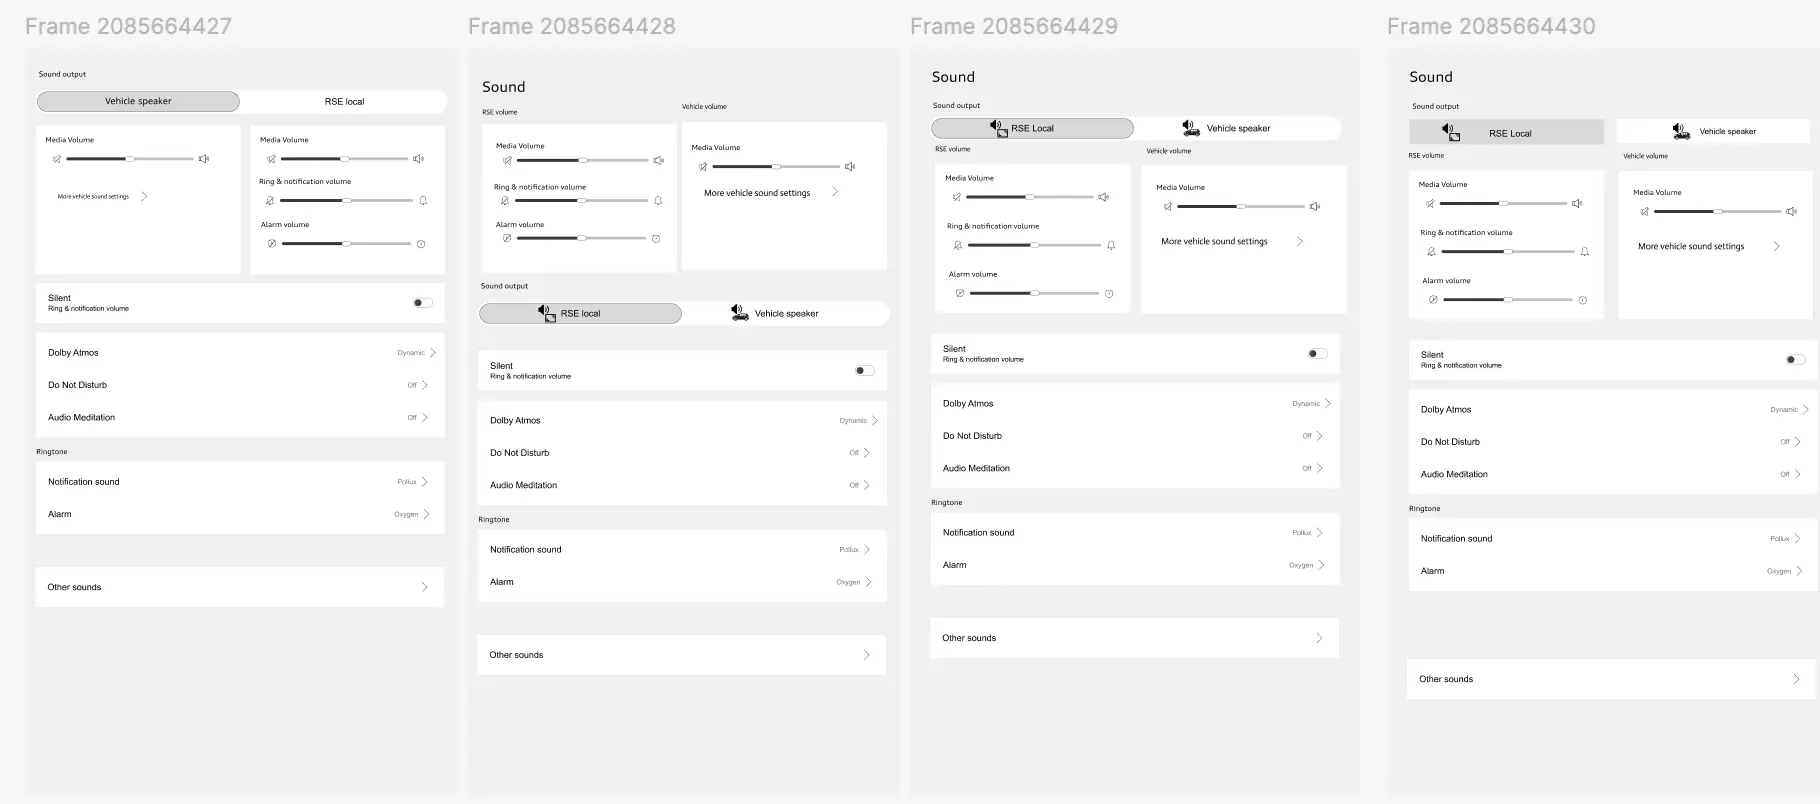 Frame 2085664427
Sound output
Vehicle speaker
RSE local
Media Volume
More vehicle sound settings
Media Volume
Ring & notification volume
Alarm volume
Silent
Ring & notification volume
Dolby Atmos
Dynamic
Do Not Disturb
Off
Audio Meditation
Off
Ringtone
Notification sound
Pollux
Alarm
Oxygen
Other sounds
Frame 2085664428
Sound
RSE volume
Vehicle volume
Media Volume
Ring & notification volume
Alarm volume
Media Volume
More vehicle sound settings
Sound output
RSE local
Vehicle speaker
Silent
Ring & notification volume
Dolby Atmos
Dynamic
Do Not Disturb
Off
Audio Meditation
Off
Ringtone
Notification sound
Pollux
Alarm
Oxygen
Other sounds
Frame 2085664429
Sound
Sound output
RSE Local
Vehicle speaker
RSE volume
Vehicle volume
Media Volume
Ring & notification volume
Alarm volume
Media Volume
More vehicle sound settings
Silent
Ring & notification volume
Dolby Atmos
Dynamic
Do Not Disturb
Off
Audio Meditation
Off
Ringtone
Notification sound
Pollux
Alarm
Oxygen
Other sounds
Frame 2085664430
Sound
Sound output
RSE Local
Vehicle speaker
RSE volume
Vehicle volume
Media Volume
Ring & notification volume
Alarm volume
Media Volume
More vehicle sound settings
Silent
Ring & notification volume
Dolby Atmos
Dynamic
Do Not Disturb
Off
Audio Meditation
Off
Ringtone
Notification sound
Pollux
Alarm
Oxygen
Other sounds